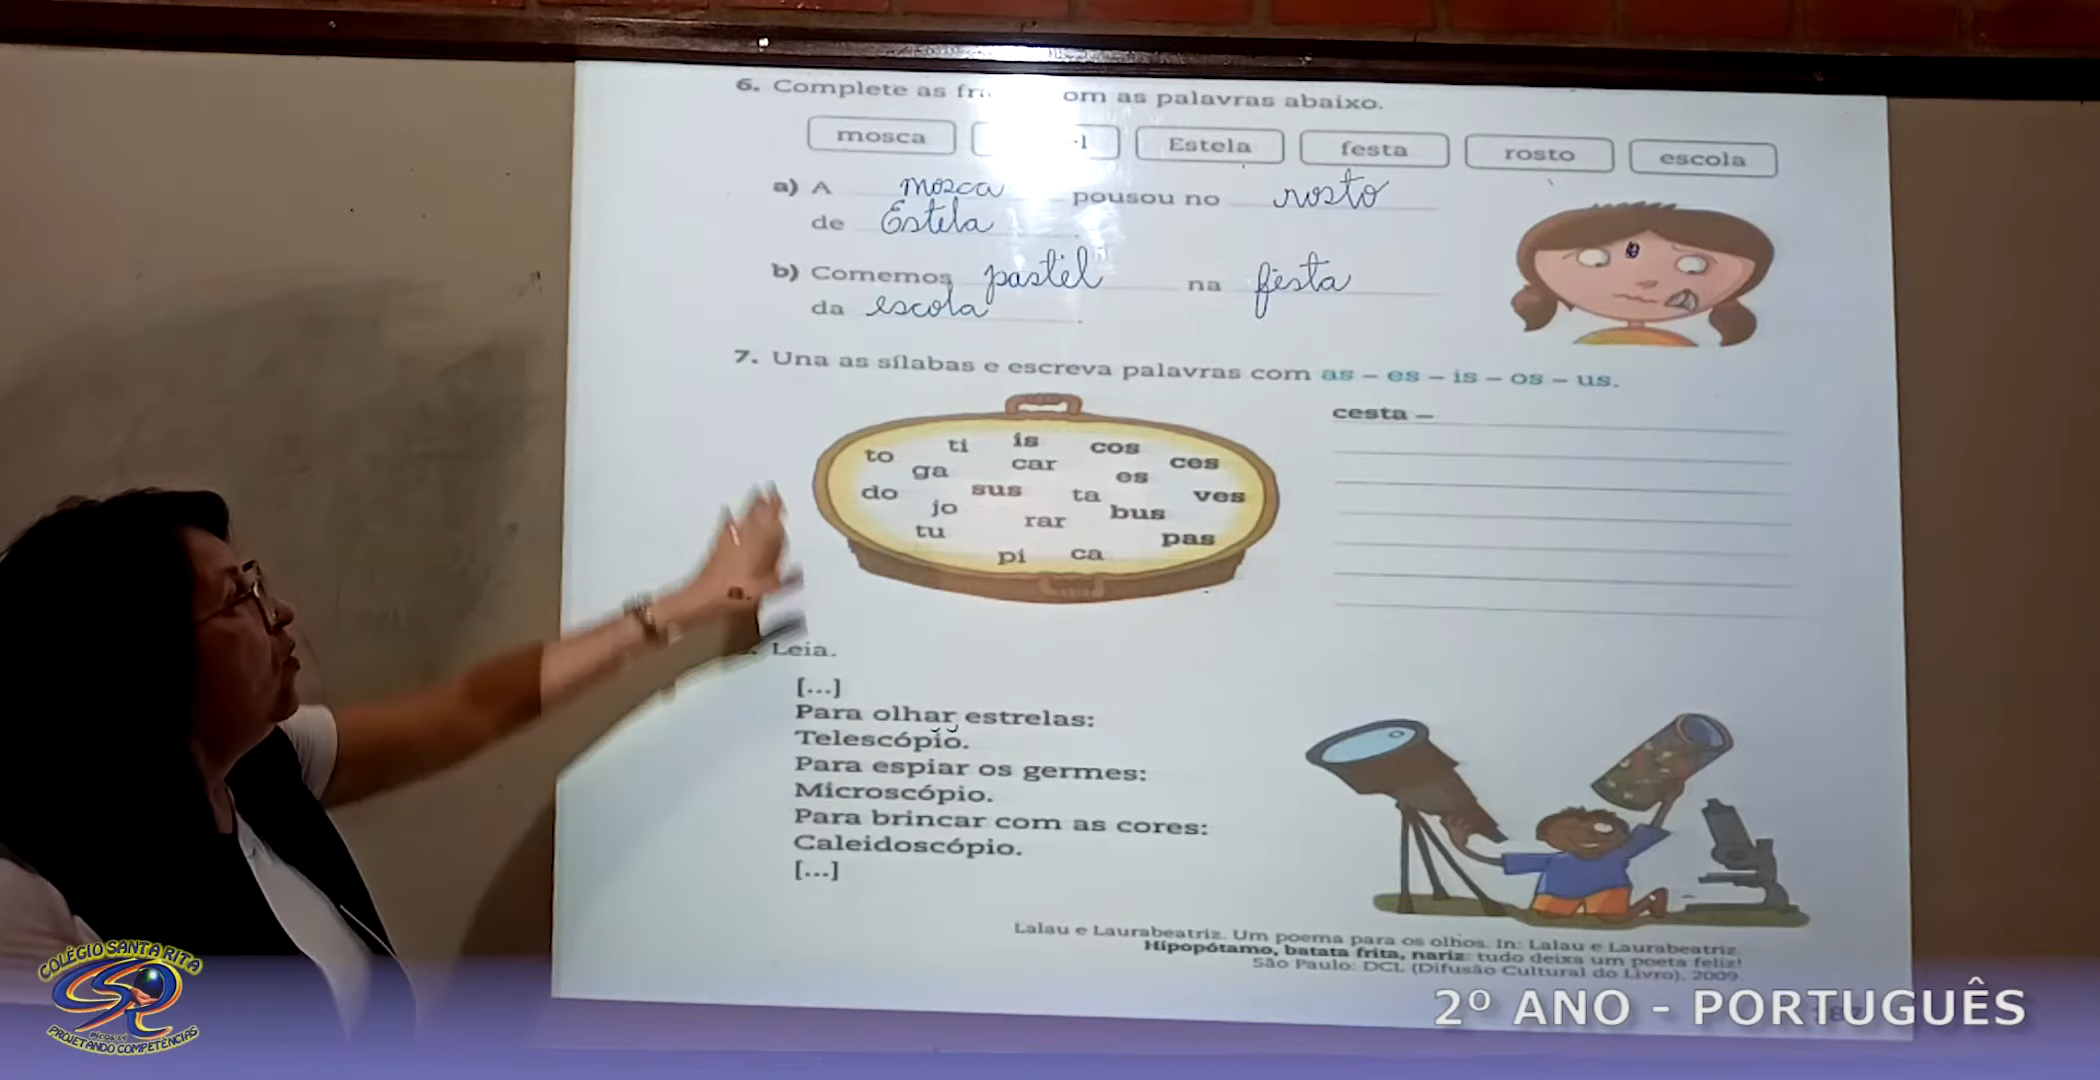 6. Complete as om as palavras abaixo.
mosca Estela festa rosto escola
a) A mosca pousou no rosto
de Estela.
b) Comemos pastel na festa
da escola.
7. Una as sílabas e escreva palavras com as – es – is – os – us.
cesta –
to ti is cos ces
ga car es
do sus ta ves
jo rar bus
tu pas
pi ca
Leia.
[...]
Para olhar estrelas:
Telescópio.
Para espiar os germes:
Microscópio.
Para brincar com as cores:
Caleidoscópio.
[...]
Lalau e Laurabeatriz. Um poema para os olhos. In: Lalau e Laurabeatriz.
Hipopótamo, batata frita, nariz: tudo deixa um poeta feliz!
São Paulo: DCL (Difusão Cultural do Livro), 2009.
COLÉGIO SANTA RITA
PROJETANDO COMPETÊNCIAS
2º ANO - PORTUGUÊS